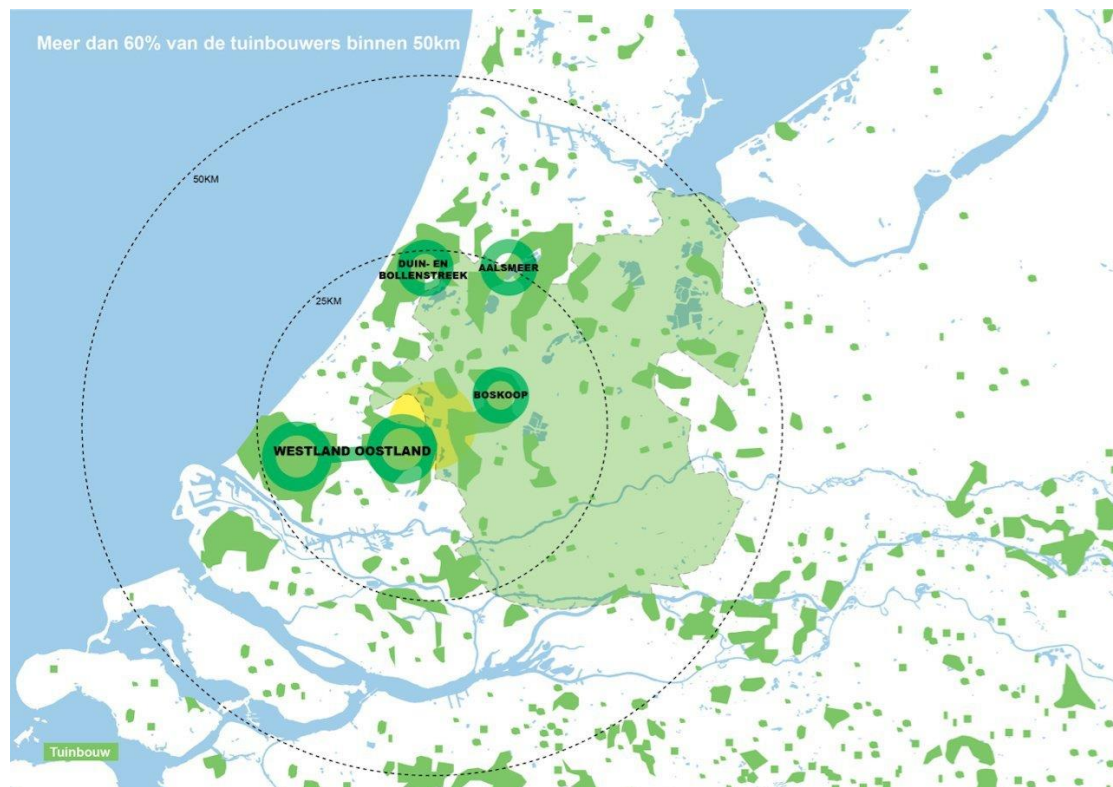 Meer dan 60% van de tuinbouwers binnen 50km
50KM
DUIN- EN
BOLLENSTREEK
AALSMEER
25KM
BOSKOOP
WESTLAND OOSTLAND
Tuinbouw